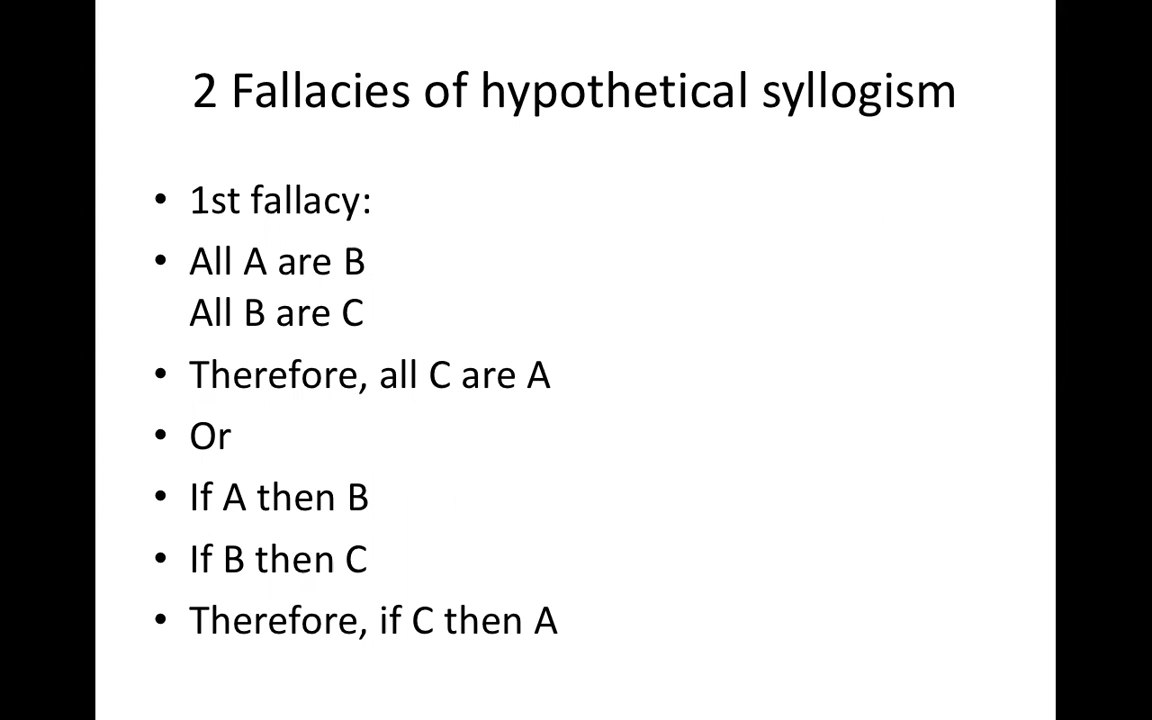 2 Fallacies of hypothetical syllogism
• 1st fallacy:
• All A are B
All B are C
• Therefore, all C are A
• Or
• If A then B
• If B then C
• Therefore, if C then A